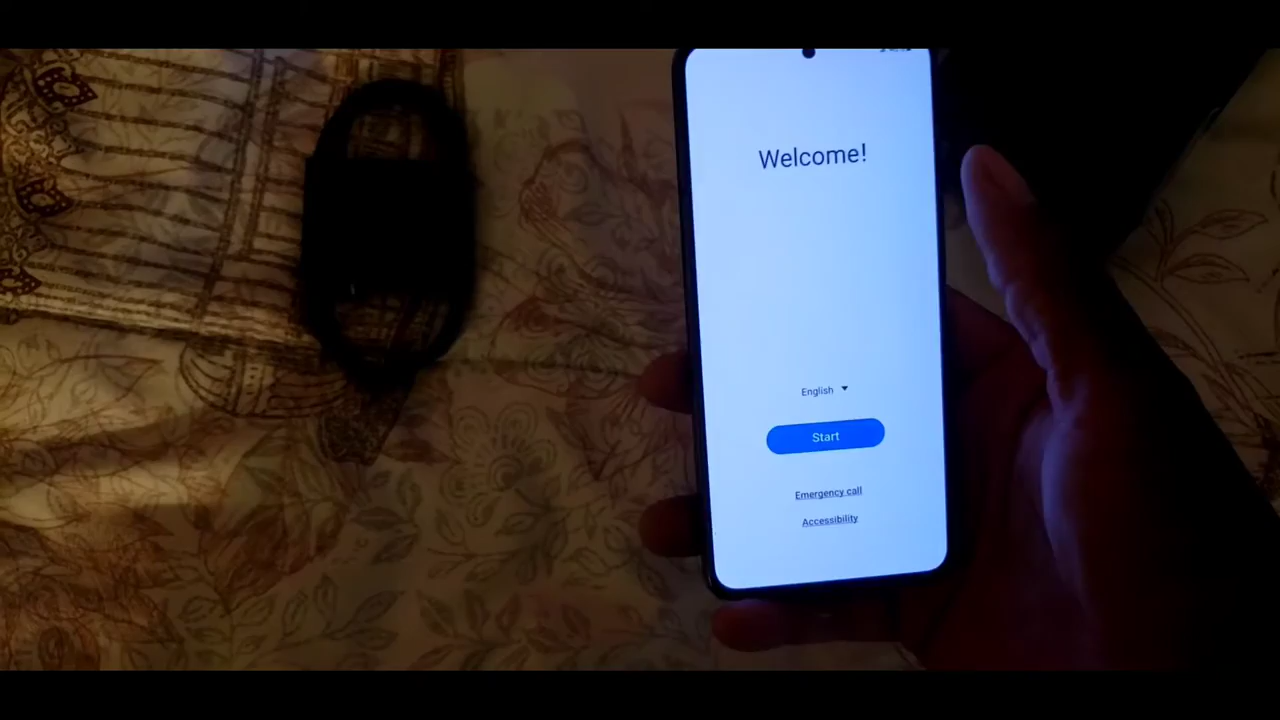 Welcome!
English
Start
Emergency call
Accessibility